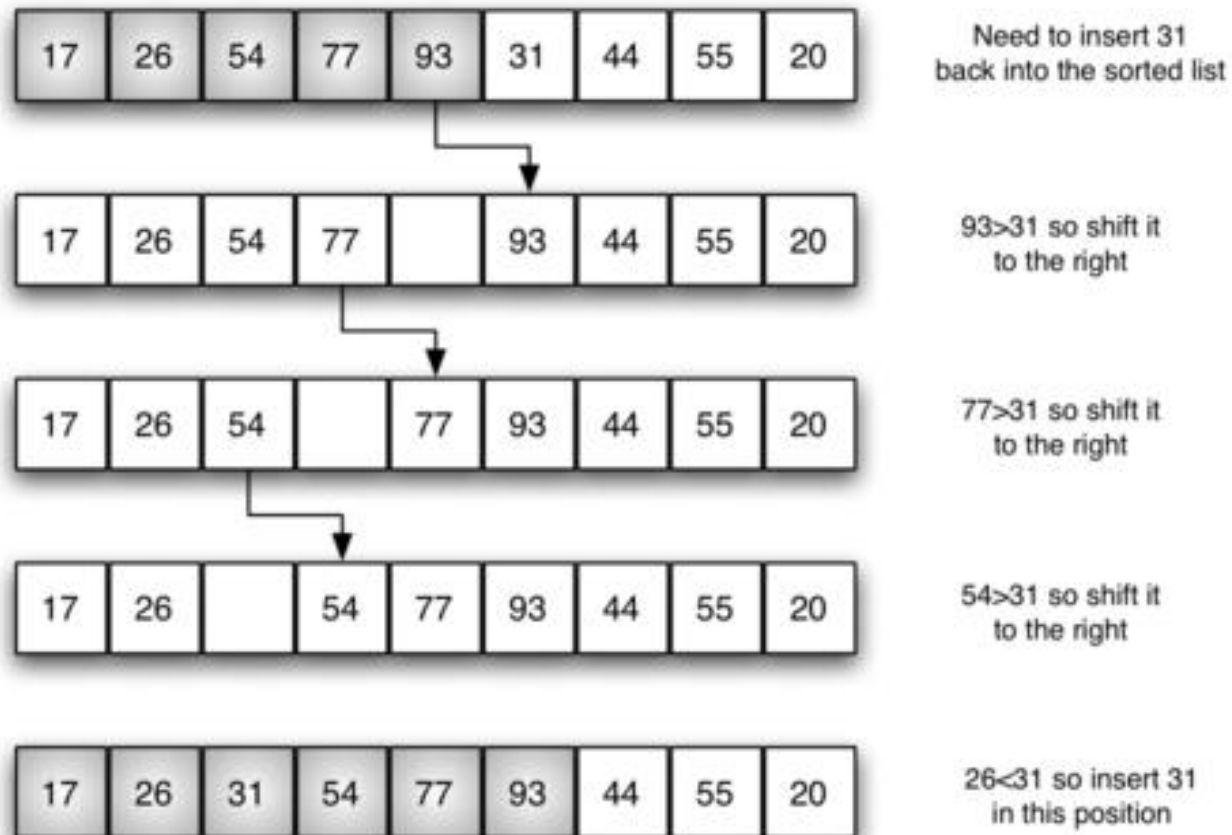 17 26 54 77 93 31 44 55 20
Need to insert 31
back into the sorted list
17 26 54 77 93 44 55 20
93>31 so shift it
to the right
17 26 54 77 93 44 55 20
77>31 so shift it
to the right
17 26 54 77 93 44 55 20
54>31 so shift it
to the right
17 26 31 54 77 93 44 55 20
26<31 so insert 31
in this position